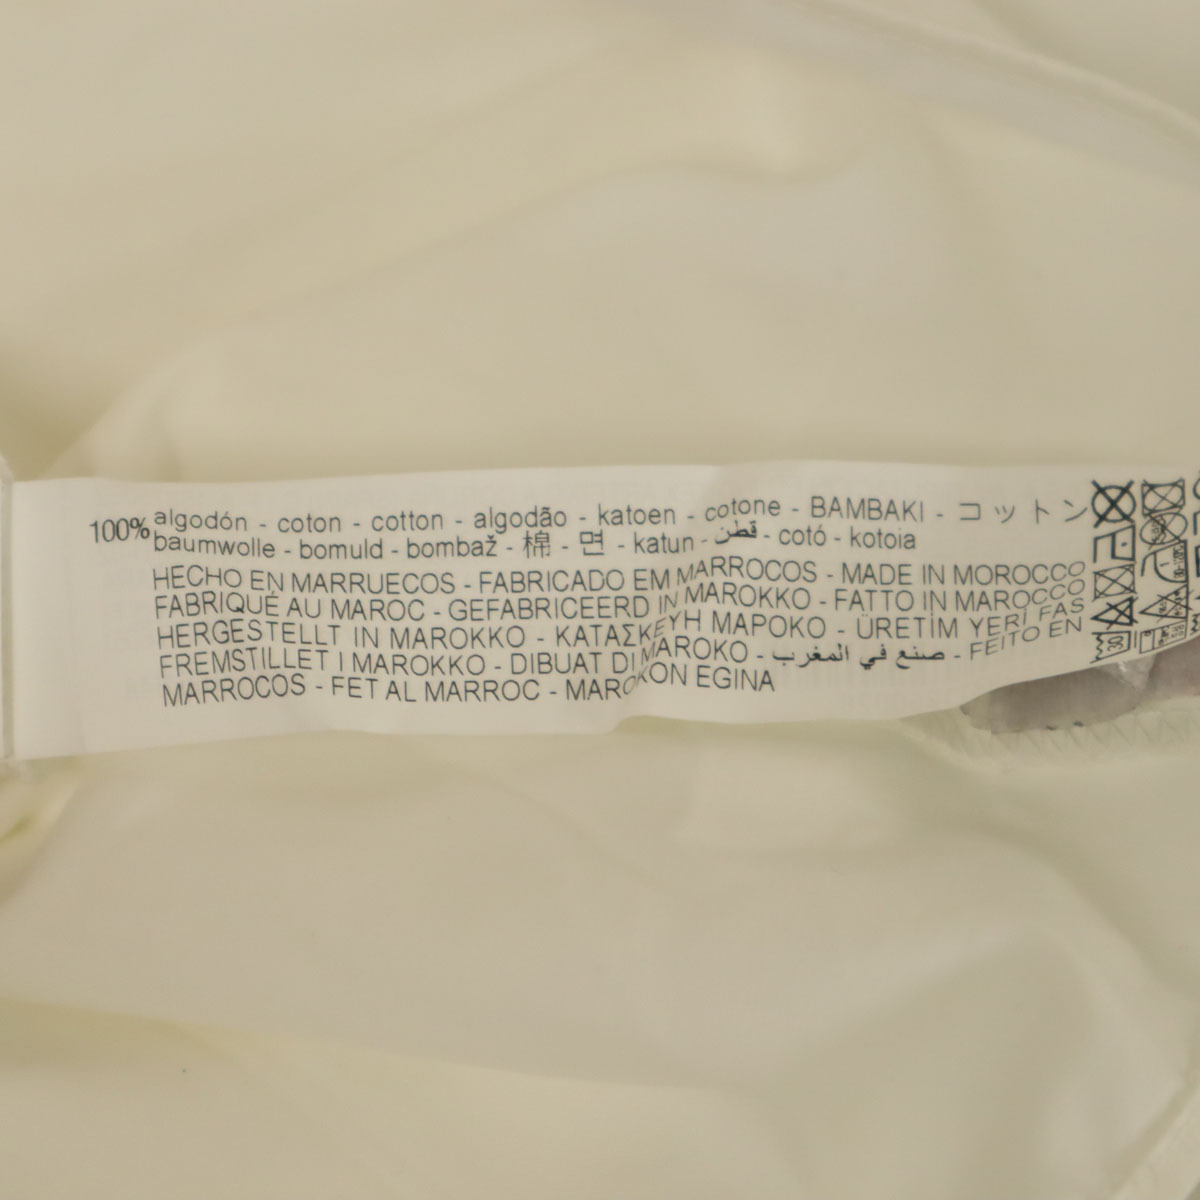 100% algodón - coton - cotton - algodão - katoen - cotone - BAMBAKI - コットン
baumwolle - bomuld - bombaž - 棉 - 면 - katun - قطن - cotó - kotoia
HECHO EN MARRUECOS - FABRICADO EM MARROCOS - MADE IN MOROCCO
FABRIQUÉ AU MAROC - GEFABRICEERD IN MAROKKO - FATTO IN MAROCCO
HERGESTELLT IN MAROKKO - ΚΑΤΑΣΚΕΥΗ ΜΑΡΟΚΟ - ÜRETİM YERİ FAS
FREMSTILLET I MAROKKO - DIBUAT DI MAROKO - صنع في المغرب - FEITO EN
MARROCOS - FET AL MARROC - MAROKON EGINA